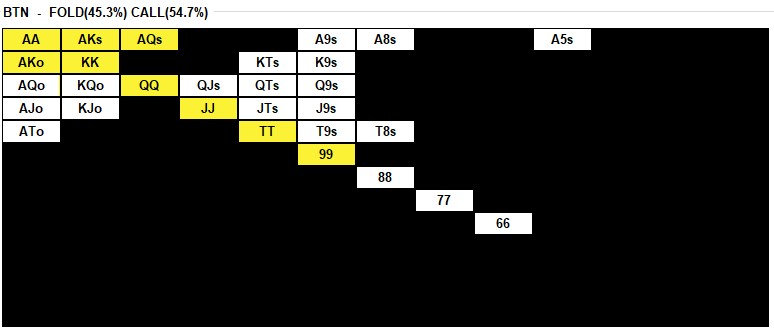 BTN - FOLD(45.3%) CALL(54.7%)
AA AKs AQs A9s A8s A5s
AKo KK KTs K9s
AQo KQo QQ QJs QTs Q9s
AJo KJo JJ JTs J9s
ATo TT T9s T8s
99
88
77
66